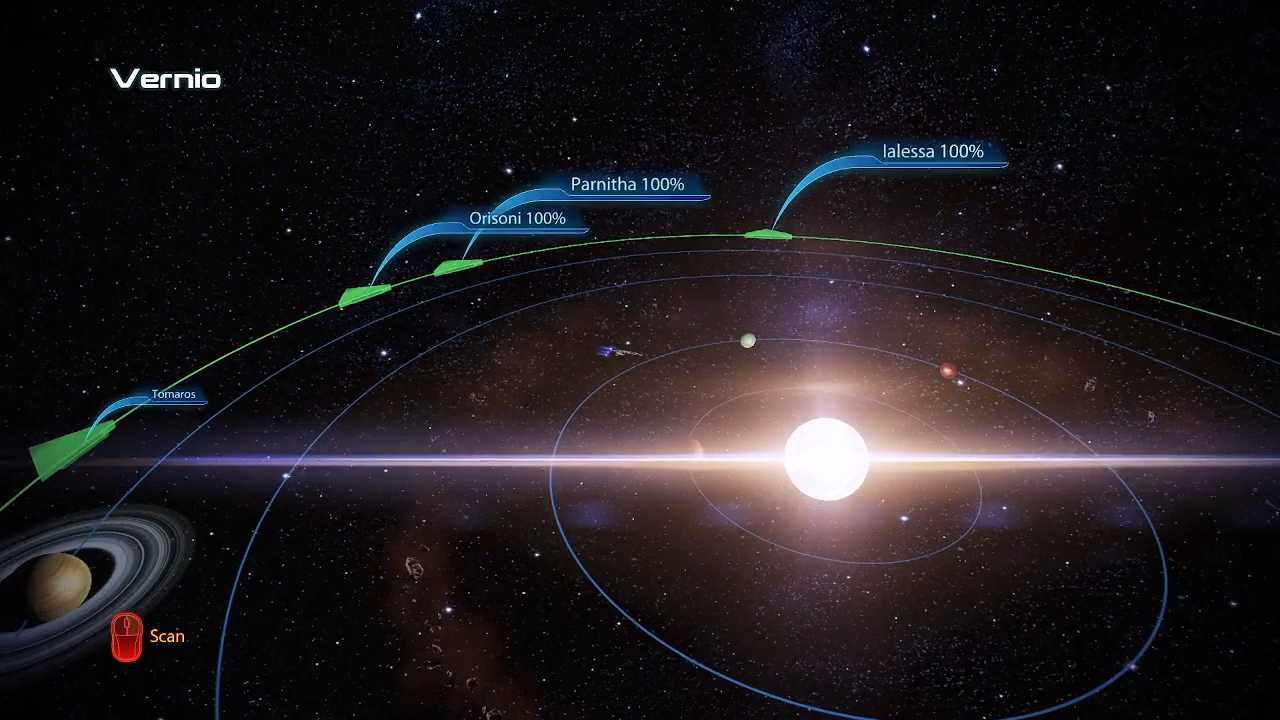 Vernio
Ialessa 100%
Parnitha 100%
Orisoni 100%
Tomaros
Scan